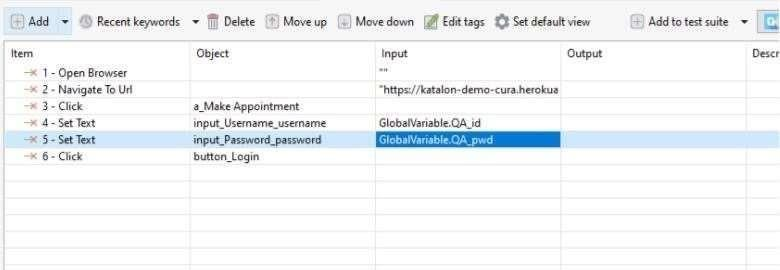 Add Recent keywords Delete Move up Move down Edit tags Set default view Add to test suite
Item Object Input Output Descr
1 - Open Browser ""
2 - Navigate To Url "https://katalon-demo-cura.herokua
3 - Click a_Make Appointment
4 - Set Text input_Username_username GlobalVariable.QA_id
5 - Set Text input_Password_password GlobalVariable.QA_pwd
6 - Click button_Login